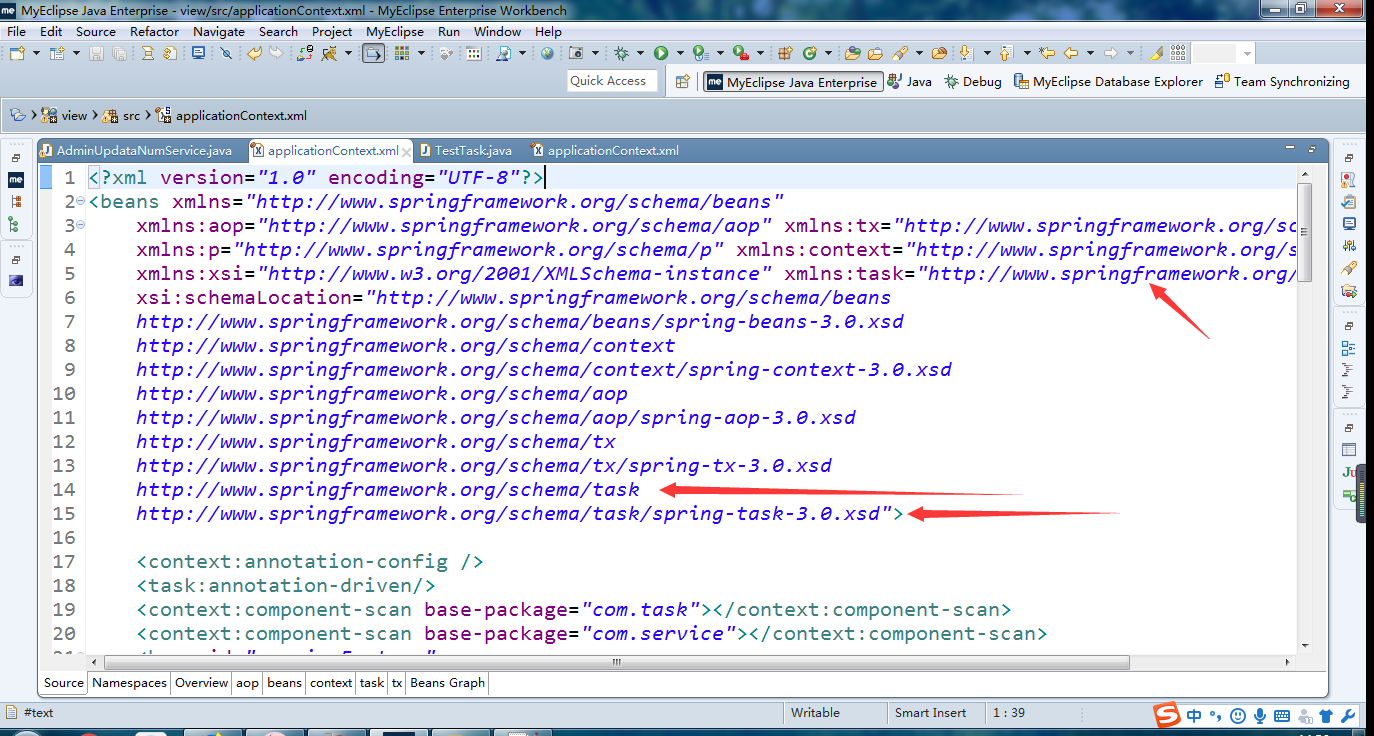 MyEclipse Java Enterprise - view/src/applicationContext.xml - MyEclipse Enterprise Workbench
File Edit Source Refactor Navigate Search Project MyEclipse Run Window Help
Quick Access
MyEclipse Java Enterprise Java Debug MyEclipse Database Explorer Team Synchronizing
view src applicationContext.xml
AdminUpdataNumService.java applicationContext.xml TestTask.java applicationContext.xml
1 <?xml version="1.0" encoding="UTF-8"?>
2 <beans xmlns="http://www.springframework.org/schema/beans"
3 xmlns:aop="http://www.springframework.org/schema/aop" xmlns:tx="http://www.springframework.org/sc
4 xmlns:p="http://www.springframework.org/schema/p" xmlns:context="http://www.springframework.org/s
5 xmlns:xsi="http://www.w3.org/2001/XMLSchema-instance" xmlns:task="http://www.springframework.org/
6 xsi:schemaLocation="http://www.springframework.org/schema/beans
7 http://www.springframework.org/schema/beans/spring-beans-3.0.xsd
8 http://www.springframework.org/schema/context
9 http://www.springframework.org/schema/context/spring-context-3.0.xsd
10 http://www.springframework.org/schema/aop
11 http://www.springframework.org/schema/aop/spring-aop-3.0.xsd
12 http://www.springframework.org/schema/tx
13 http://www.springframework.org/schema/tx/spring-tx-3.0.xsd
14 http://www.springframework.org/schema/task
15 http://www.springframework.org/schema/task/spring-task-3.0.xsd">
16
17 <context:annotation-config />
18 <task:annotation-driven/>
19 <context:component-scan base-package="com.task"></context:component-scan>
20 <context:component-scan base-package="com.service"></context:component-scan>
Source Namespaces Overview aop beans context task tx Beans Graph
#text Writable Smart Insert 1 : 39
中